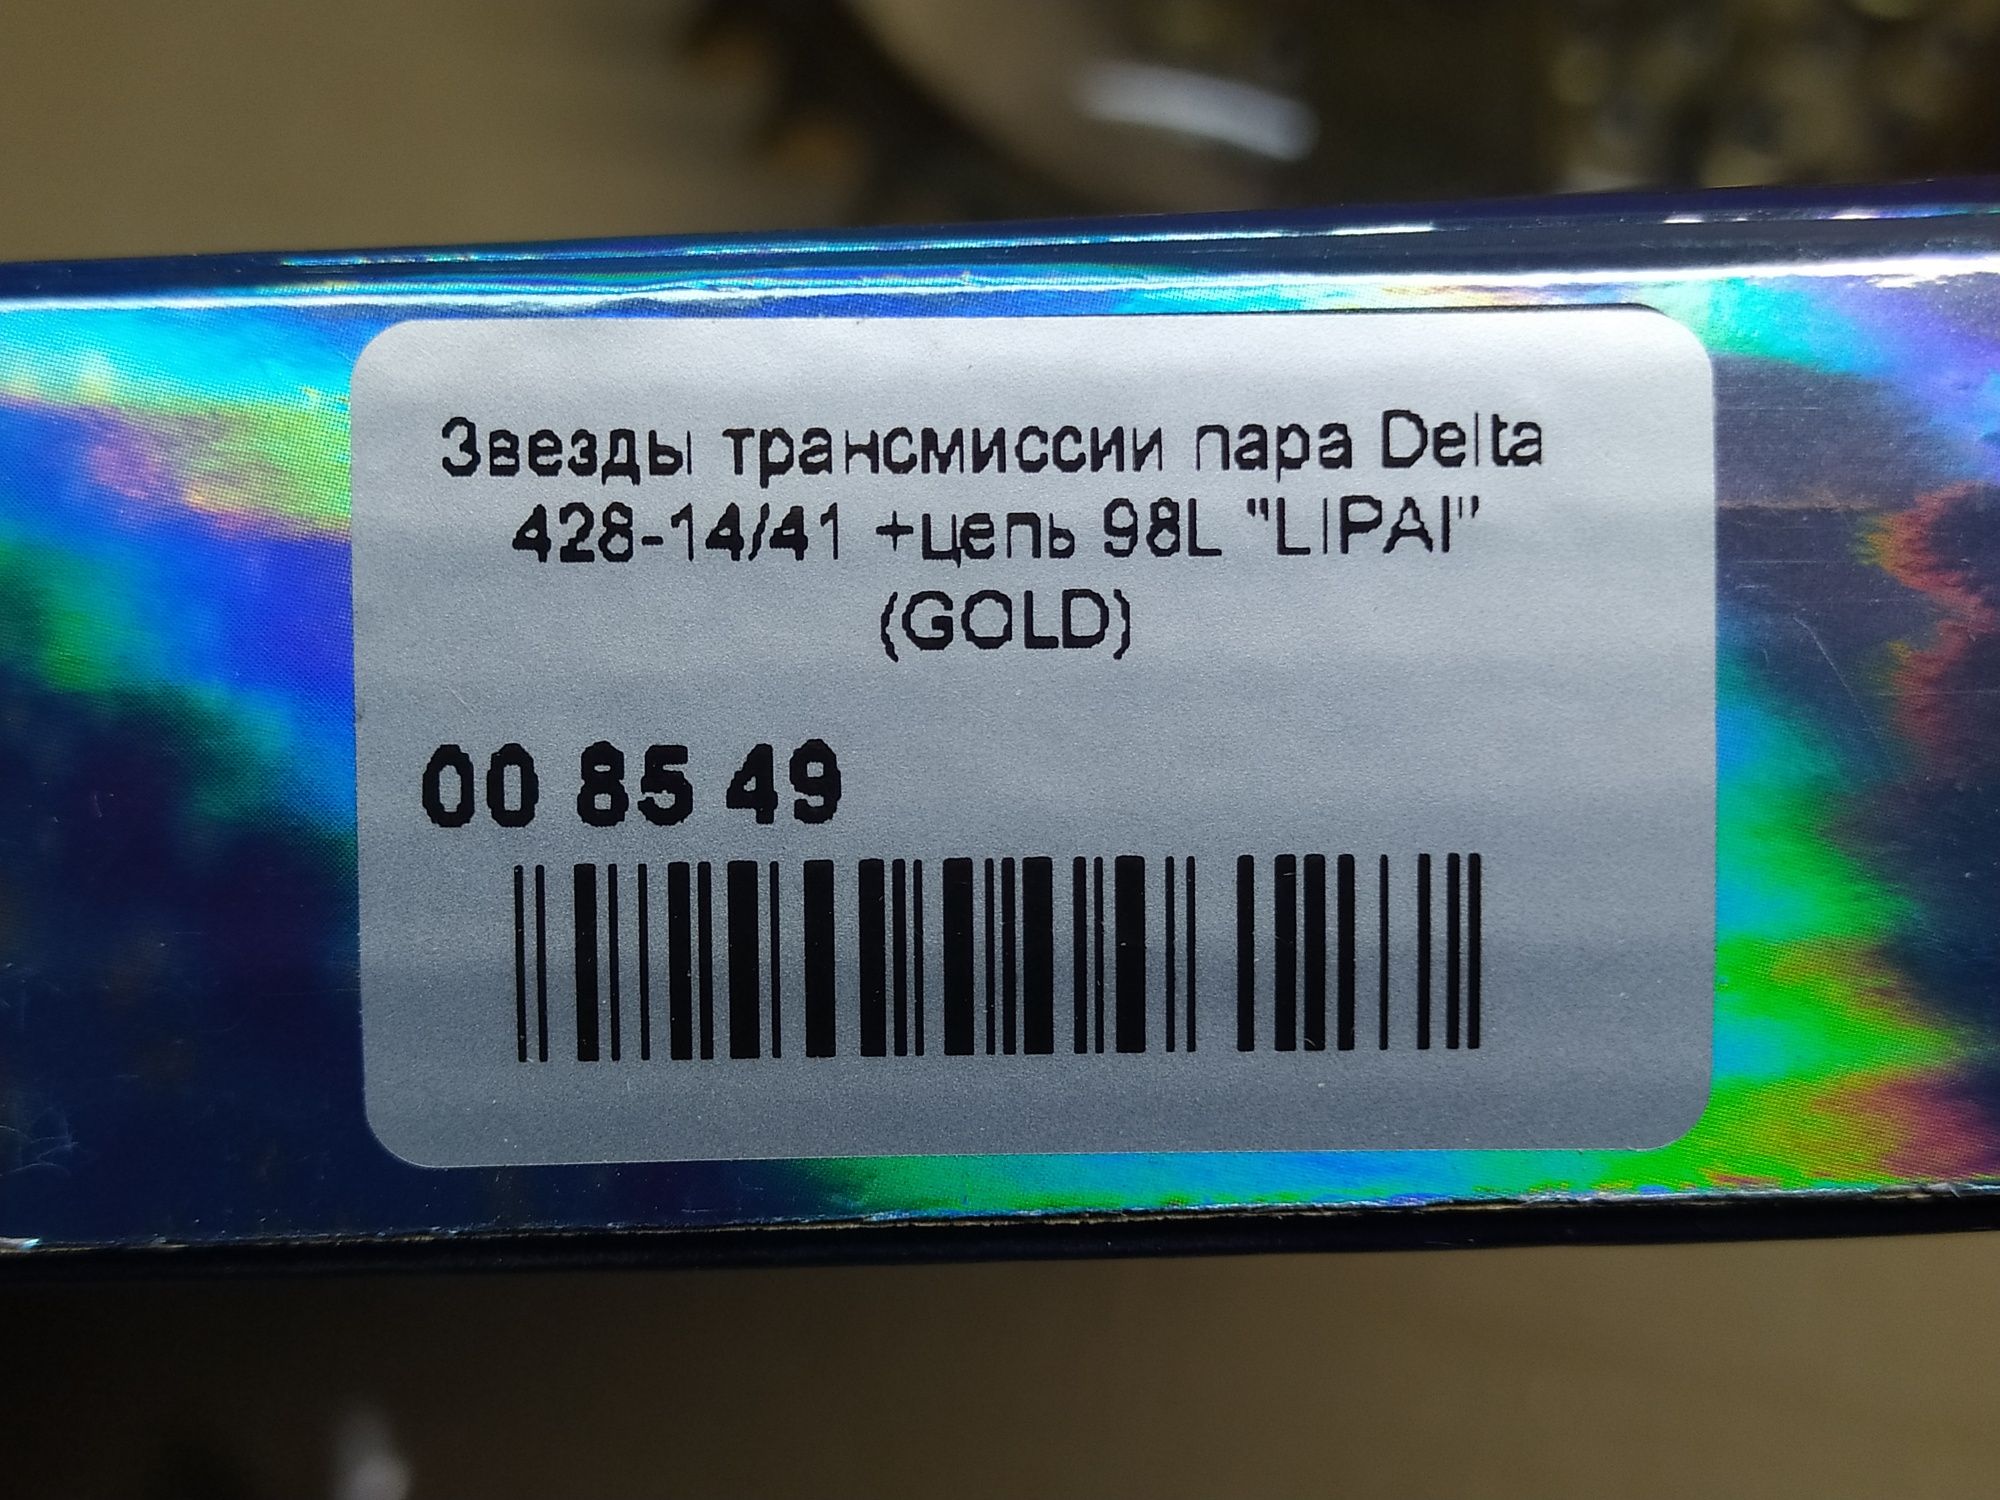 Звезды трансмиссии пара Delta
428-14/41 +цепь 98L "LIPAI"
(GOLD)
00 85 49